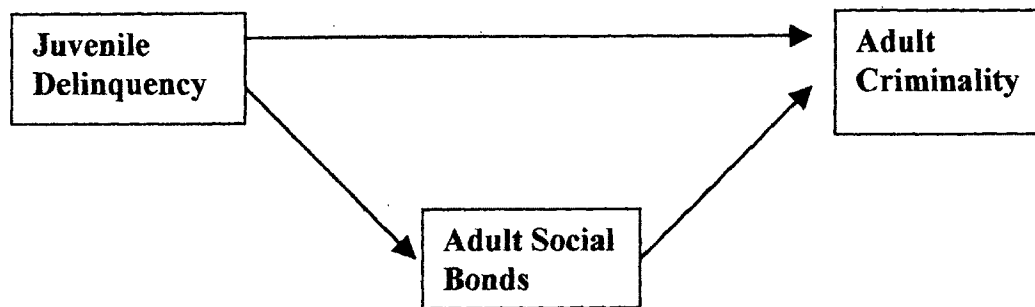 Juvenile
Delinquency
Adult
Criminality
Adult Social
Bonds